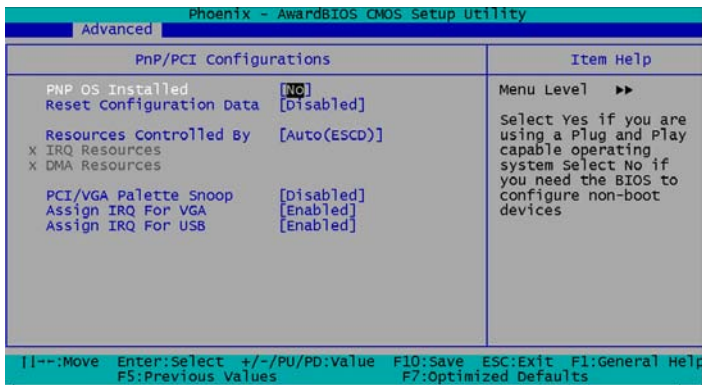 Phoenix - AwardBIOS CMOS Setup Utility
Advanced
PnP/PCI Configurations
Item Help
PNP OS Installed [No]
Reset Configuration Data [Disabled]
Resources Controlled By [Auto(ESCD)]
x IRQ Resources
x DMA Resources
PCI/VGA Palette Snoop [Disabled]
Assign IRQ For VGA [Enabled]
Assign IRQ For USB [Enabled]
Menu Level ▶▶
Select Yes if you are
using a Plug and Play
capable operating
system Select No if
you need the BIOS to
configure non-boot
devices
:Move Enter:Select +/-/PU/PD:Value F10:Save ESC:Exit F1:General Help
F5:Previous Values F7:Optimized Defaults